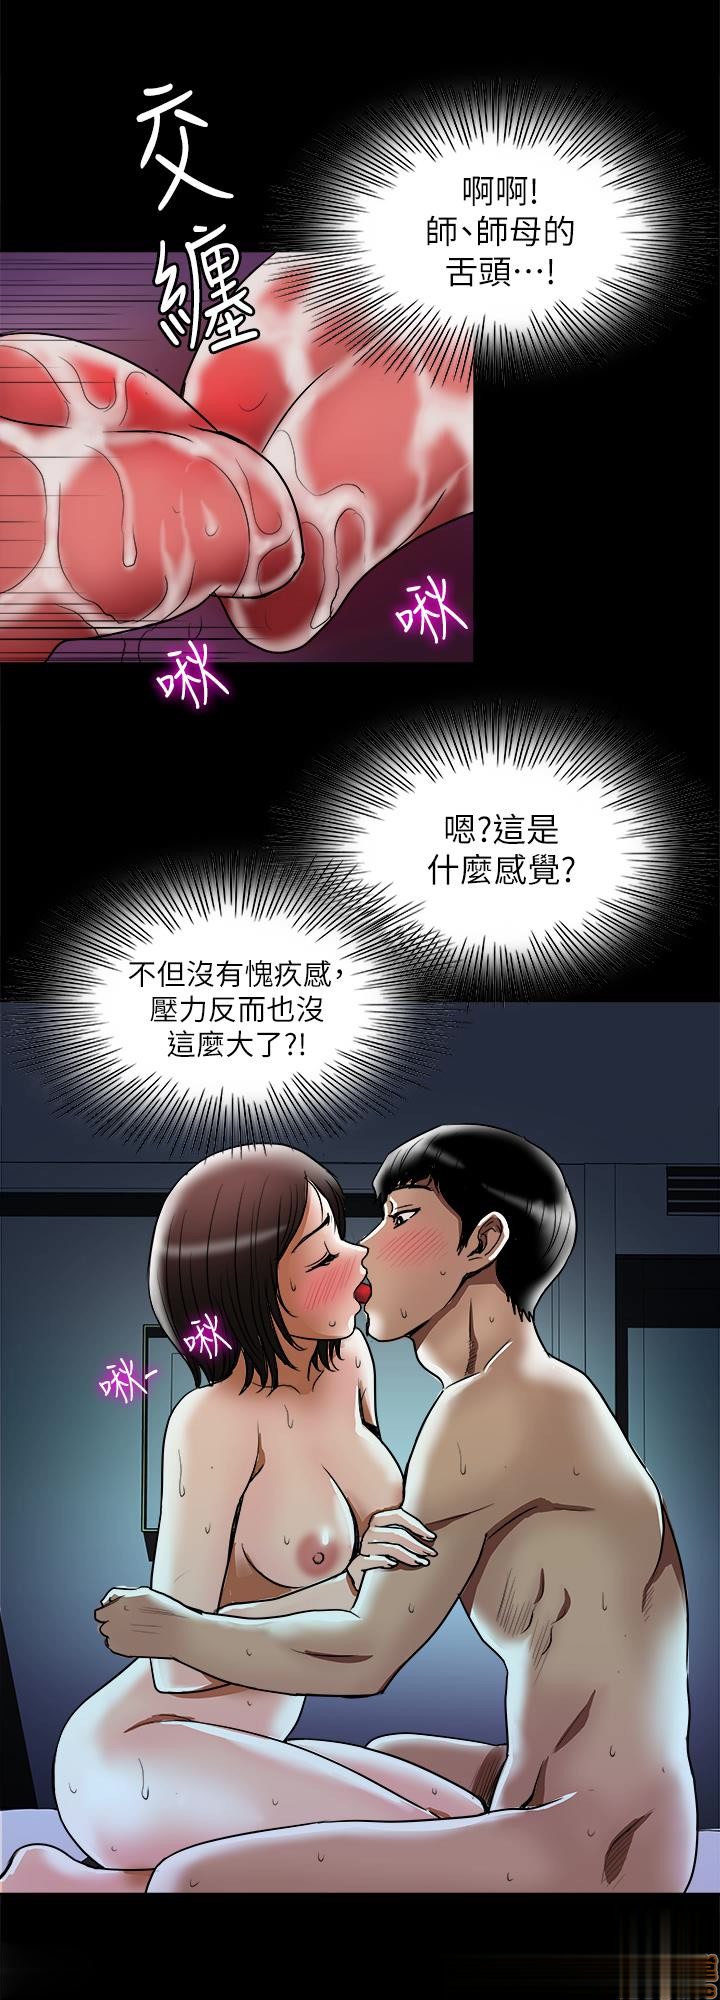 交
纏
啊啊!
師、師母的
舌頭⋯!
啾
啾
嗯?這是
什麼感覺?
不但沒有愧疚感,
壓力反而也沒
這麼大了?!
啾
啾-